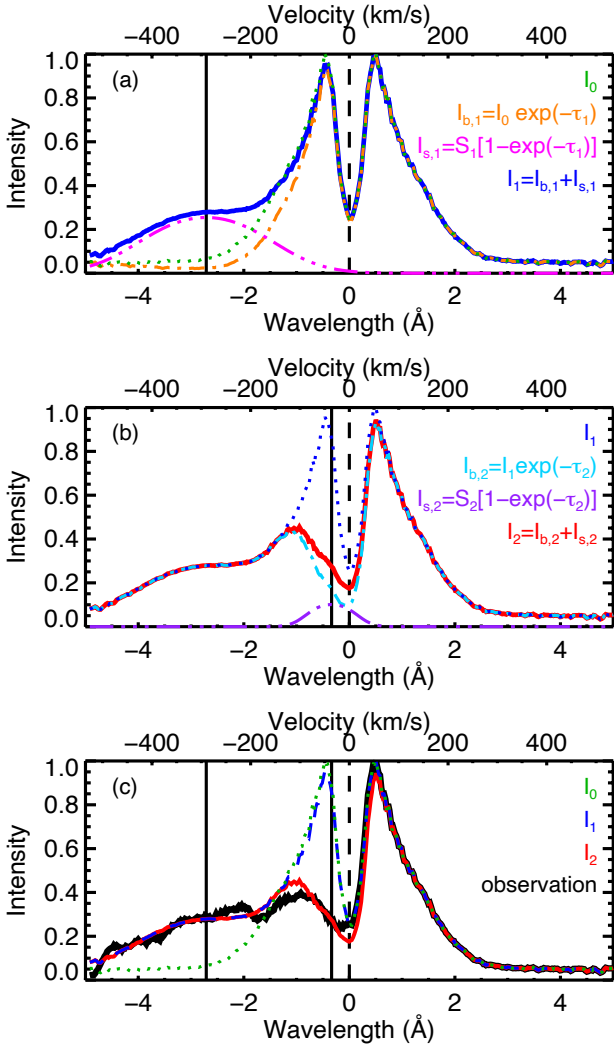 Velocity (km/s)
−400 −200 0 200 400
(a)
I0
Ib,1=I0 exp(−τ1)
Is,1=S1[1−exp(−τ1)]
I1=Ib,1+Is,1
Intensity
1.0
0.8
0.6
0.4
0.2
0.0
−4 −2 0 2 4
Wavelength (Å)
Velocity (km/s)
−400 −200 0 200 400
(b)
I1
Ib,2=I1exp(−τ2)
Is,2=S2[1−exp(−τ2)]
I2=Ib,2+Is,2
Intensity
1.0
0.8
0.6
0.4
0.2
0.0
−4 −2 0 2 4
Wavelength (Å)
Velocity (km/s)
−400 −200 0 200 400
(c)
I0
I1
I2
observation
Intensity
1.0
0.8
0.6
0.4
0.2
0.0
−4 −2 0 2 4
Wavelength (Å)